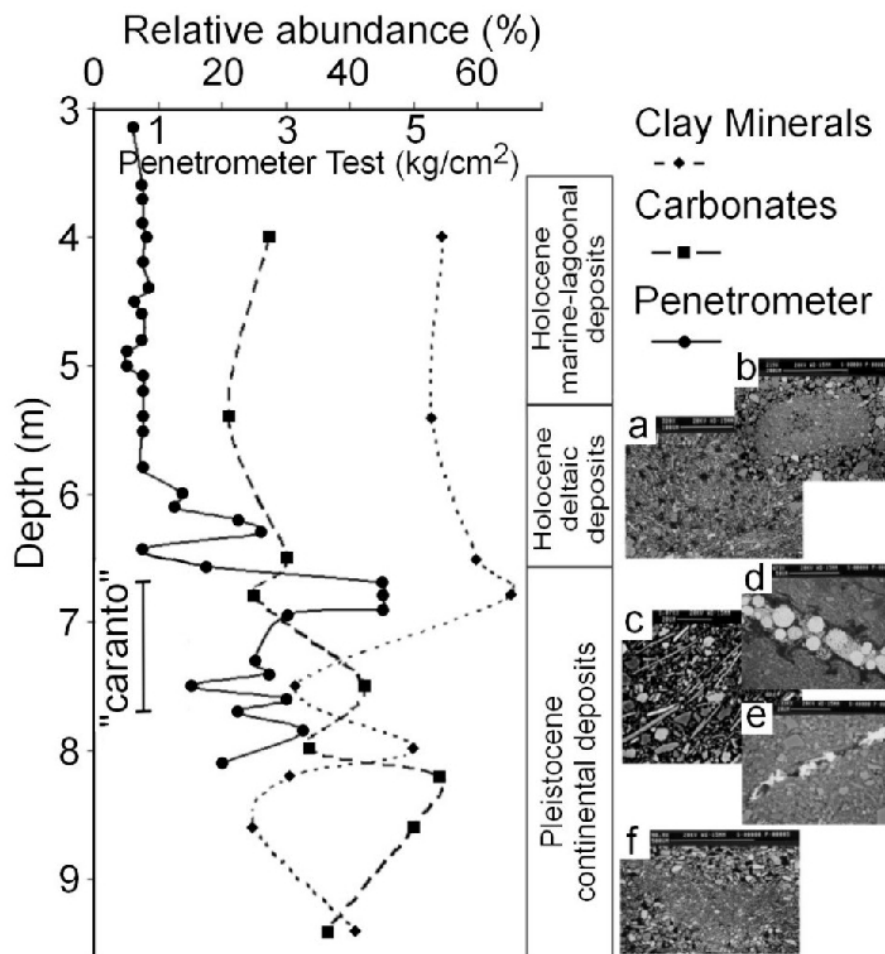 Relative abundance (%)
0 20 40 60
3
1 3 5
Penetrometer Test (kg/cm²)
4
5
6
7
8
9
Depth (m)
"caranto"
Holocene
marine-lagoonal
deposits
Holocene
deltaic
deposits
Pleistocene
continental deposits
Clay Minerals
Carbonates
Penetrometer
a
b
c
d
e
f